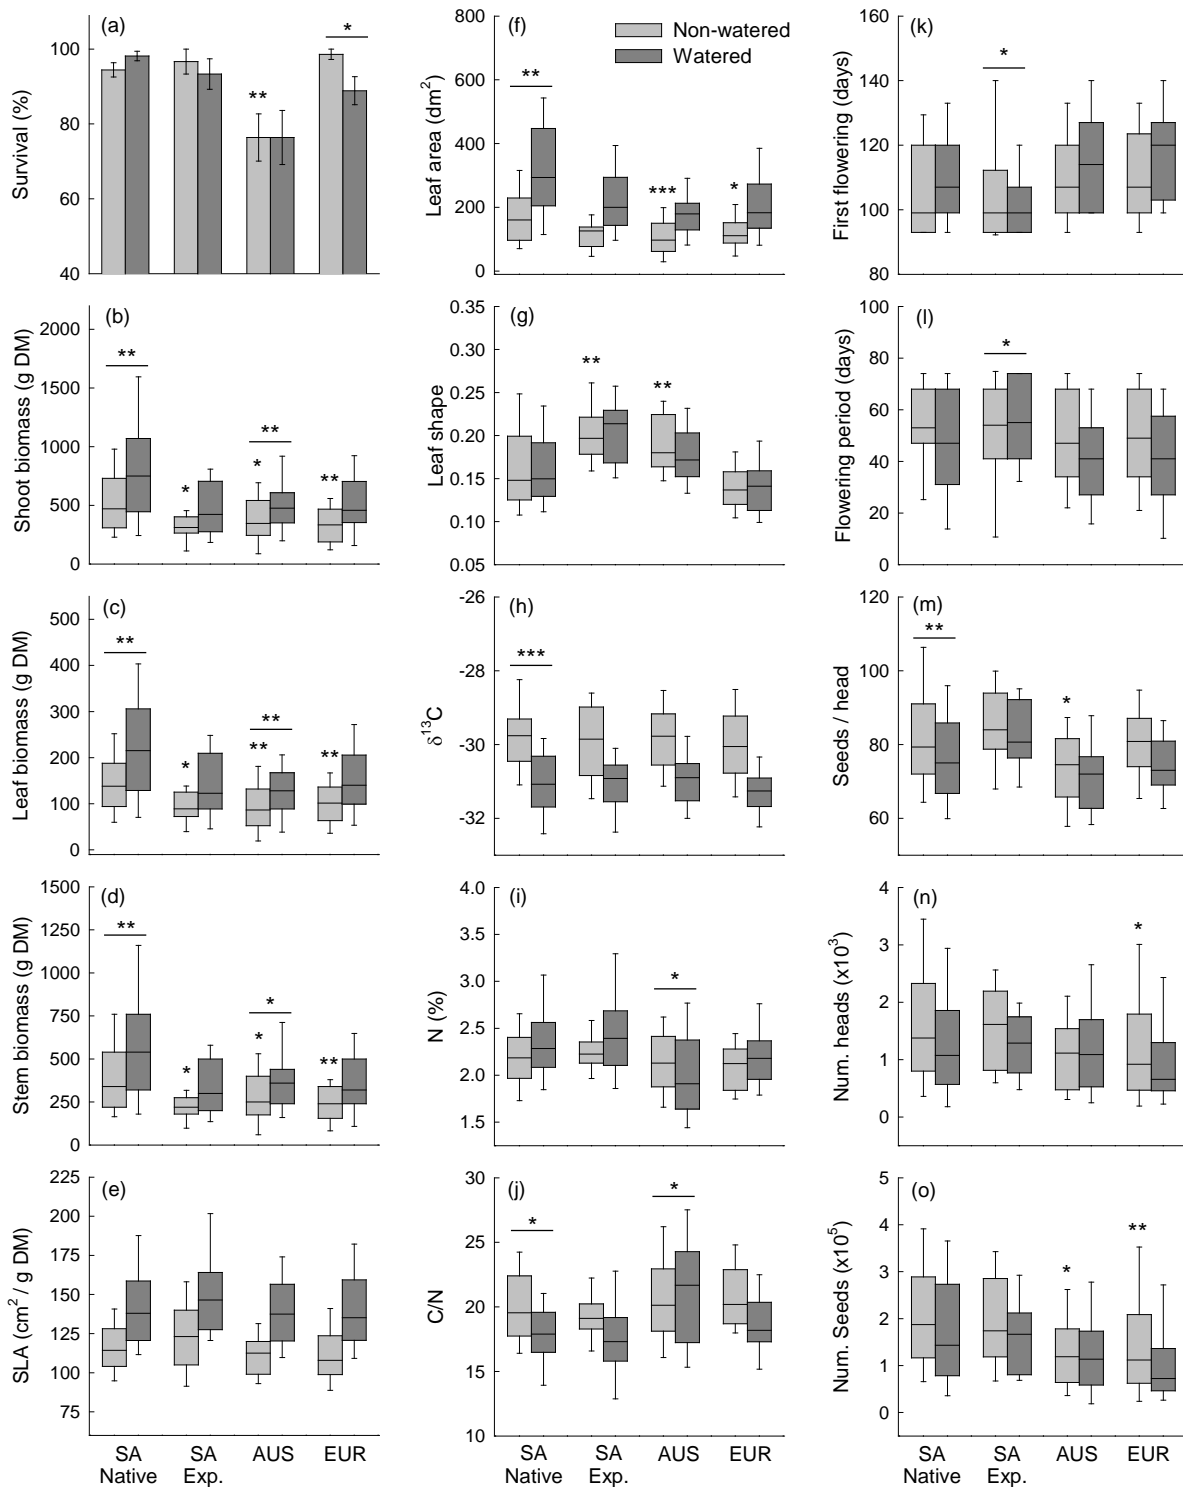 (a)
Survival (%)
100
80
60
40
**
*
(b)
Shoot biomass (g DM)
2000
1500
1000
500
0
**
*
**
*
**
(c)
Leaf biomass (g DM)
500
400
300
200
100
0
**
*
**
**
**
(d)
Stem biomass (g DM)
1500
1250
1000
750
500
250
0
**
*
*
*
**
(e)
SLA (cm2 / g DM)
225
200
175
150
125
100
75
SA Native
SA Exp.
AUS
EUR
(f)
Non-watered
Watered
Leaf area (dm2)
800
600
400
200
0
**
***
*
(g)
Leaf shape
0.35
0.30
0.25
0.20
0.15
0.10
0.05
**
**
(h)
δ13C
-26
-28
-30
-32
***
(i)
N (%)
4.0
3.5
3.0
2.5
2.0
1.5
*
(j)
C/N
30
25
20
15
10
*
*
SA Native
SA Exp.
AUS
EUR
(k)
First flowering (days)
160
140
120
100
80
*
(l)
Flowering period (days)
100
80
60
40
20
0
*
(m)
Seeds / head
120
100
80
60
**
*
(n)
Num. heads (x103)
4
3
2
1
0
*
(o)
Num. Seeds (x105)
5
4
3
2
1
0
*
**
SA Native
SA Exp.
AUS
EUR